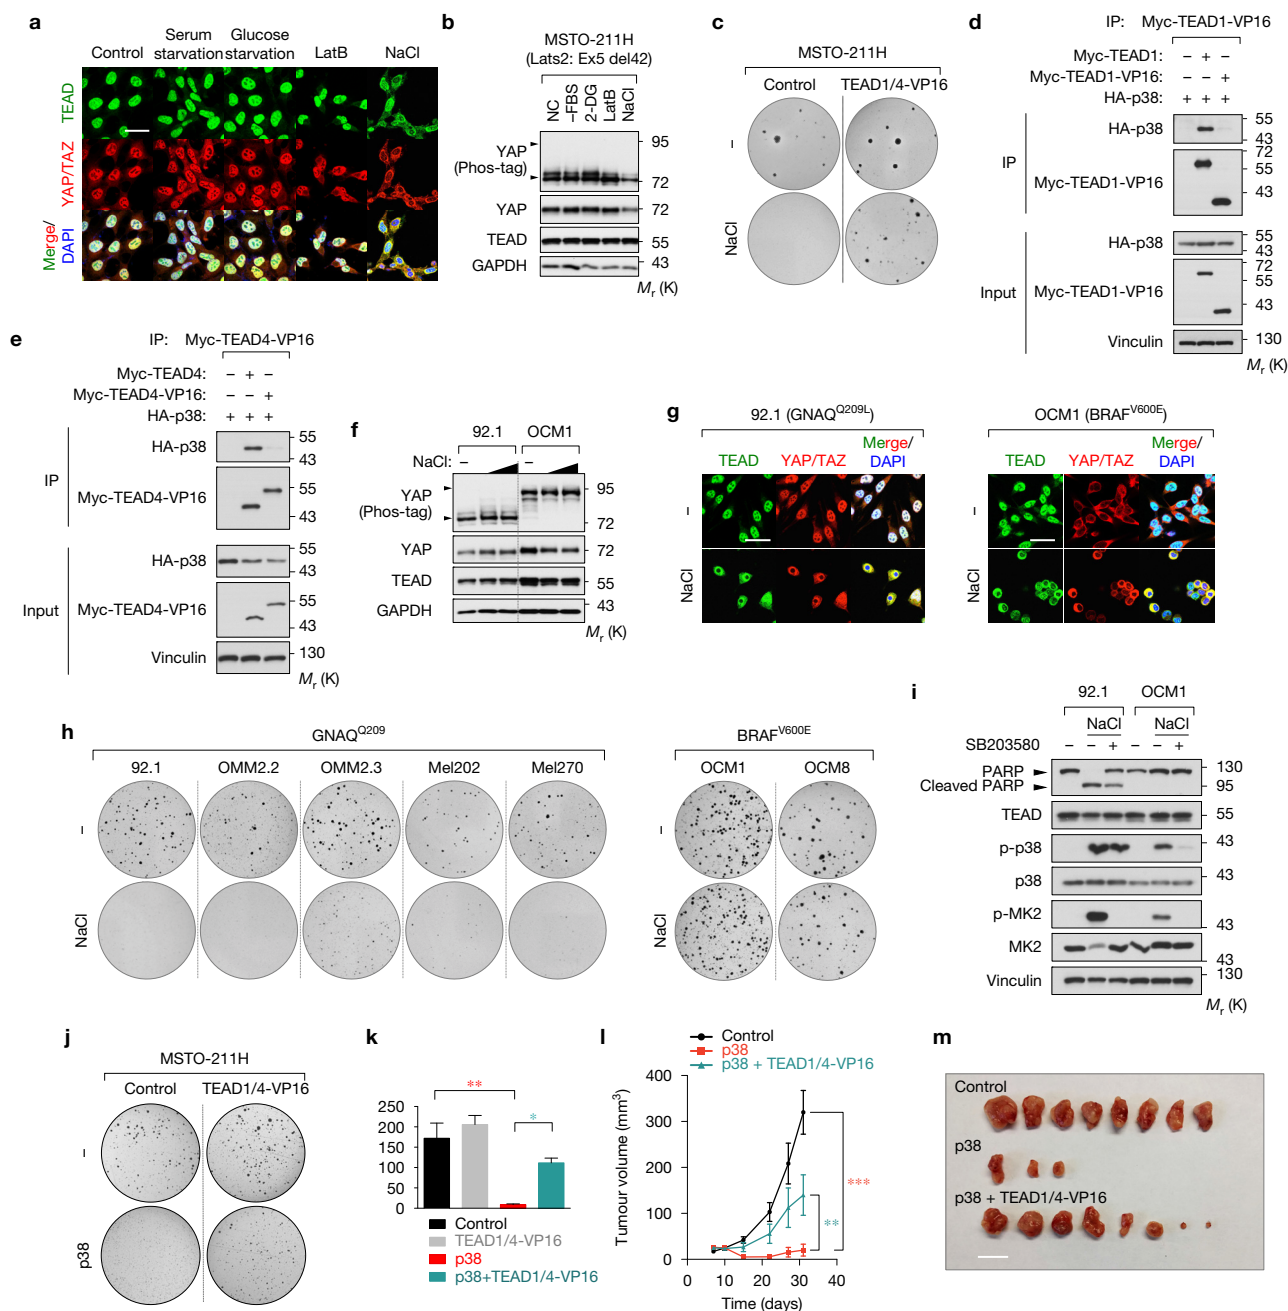 a
Control
Serum starvation
Glucose starvation
LatB
NaCl
TEAD
YAP/TAZ
Merge/
DAPI
b
MSTO-211H
(Lats2: Ex5 del42)
NC
–FBS
2-DG
LatB
NaCl
YAP
(Phos-tag)
95
72
YAP
72
TEAD
55
GAPDH
43
Mr (K)
c
MSTO-211H
Control
TEAD1/4-VP16
–
NaCl
d
IP: Myc-TEAD1-VP16
Myc-TEAD1: – + –
Myc-TEAD1-VP16: – – +
HA-p38: + + +
IP
HA-p38
55
43
Myc-TEAD1-VP16
72
55
43
Input
HA-p38
55
43
Myc-TEAD1-VP16
72
55
43
Vinculin
130
Mr (K)
e
IP: Myc-TEAD4-VP16
Myc-TEAD4: – + –
Myc-TEAD4-VP16: – – +
HA-p38: + + +
IP
HA-p38
55
43
Myc-TEAD4-VP16
55
43
Input
HA-p38
55
43
Myc-TEAD4-VP16
55
43
Vinculin
130
Mr (K)
f
92.1
OCM1
NaCl: – –
YAP
(Phos-tag)
95
72
YAP
72
TEAD
55
GAPDH
43
Mr (K)
g
92.1 (GNAQQ209L)
TEAD
YAP/TAZ
Merge/
DAPI
–
NaCl
OCM1 (BRAFV600E)
TEAD
YAP/TAZ
Merge/
DAPI
–
NaCl
h
GNAQQ209
92.1
OMM2.2
OMM2.3
Mel202
Mel270
–
NaCl
BRAFV600E
OCM1
OCM8
–
NaCl
i
92.1
OCM1
NaCl
NaCl
SB203580 – – + – – +
PARP
130
Cleaved PARP
95
TEAD
55
p-p38
43
p38
43
p-MK2
43
MK2
43
Vinculin
130
Mr (K)
j
MSTO-211H
Control
TEAD1/4-VP16
–
p38
k
**
*
250
200
150
100
50
0
Control
TEAD1/4-VP16
p38
p38+TEAD1/4-VP16
l
Control
p38
p38 + TEAD1/4-VP16
Tumour volume (mm3)
400
300
200
100
0
***
**
0 10 20 30 40
Time (days)
m
Control
p38
p38 + TEAD1/4-VP16